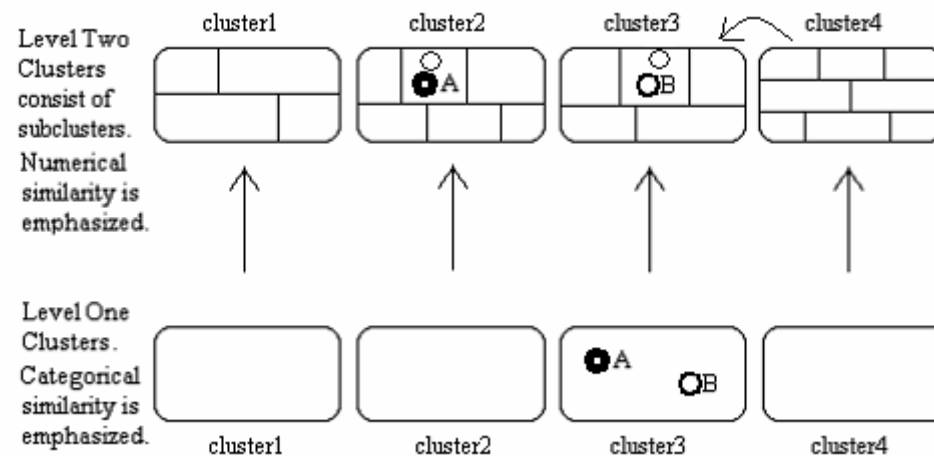 cluster1
cluster2
cluster3
cluster4
Level Two
Clusters
consist of
subclusters.
Numerical
similarity is
emphasized.
A
B
Level One
Clusters.
Categorical
similarity is
emphasized.
A
B
cluster1
cluster2
cluster3
cluster4